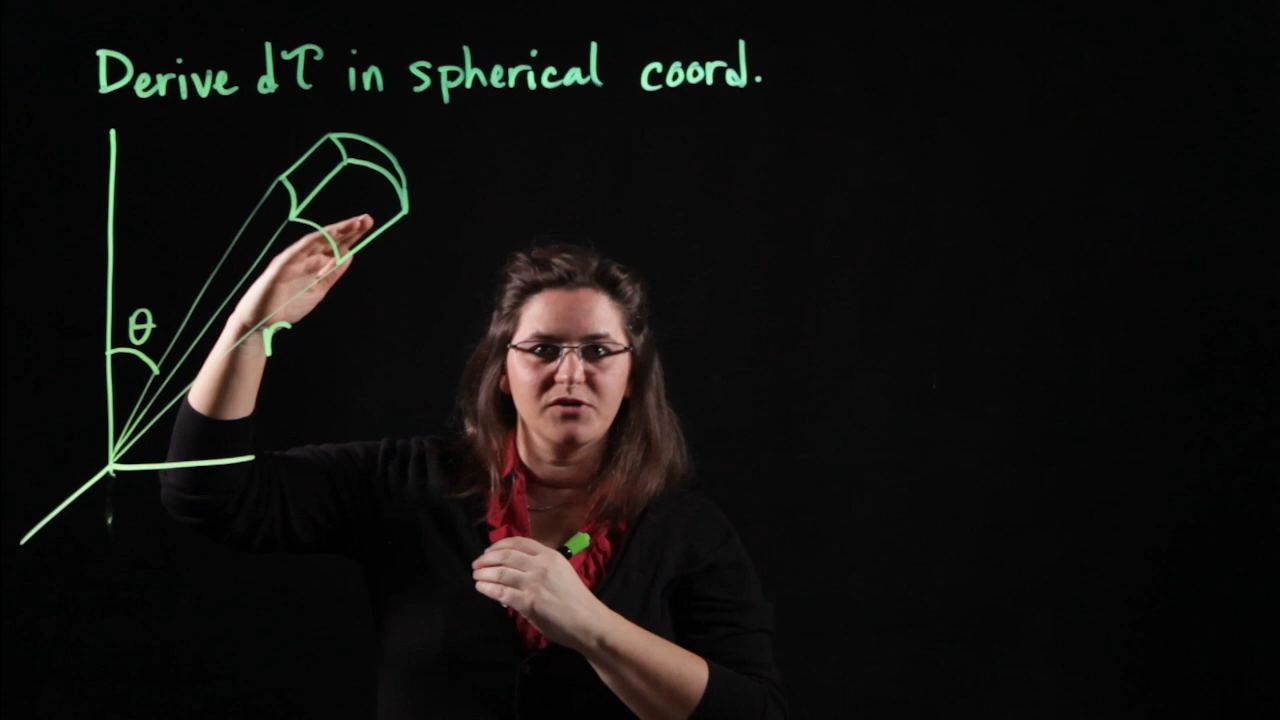 Derive dτ in spherical coord.
θ
r